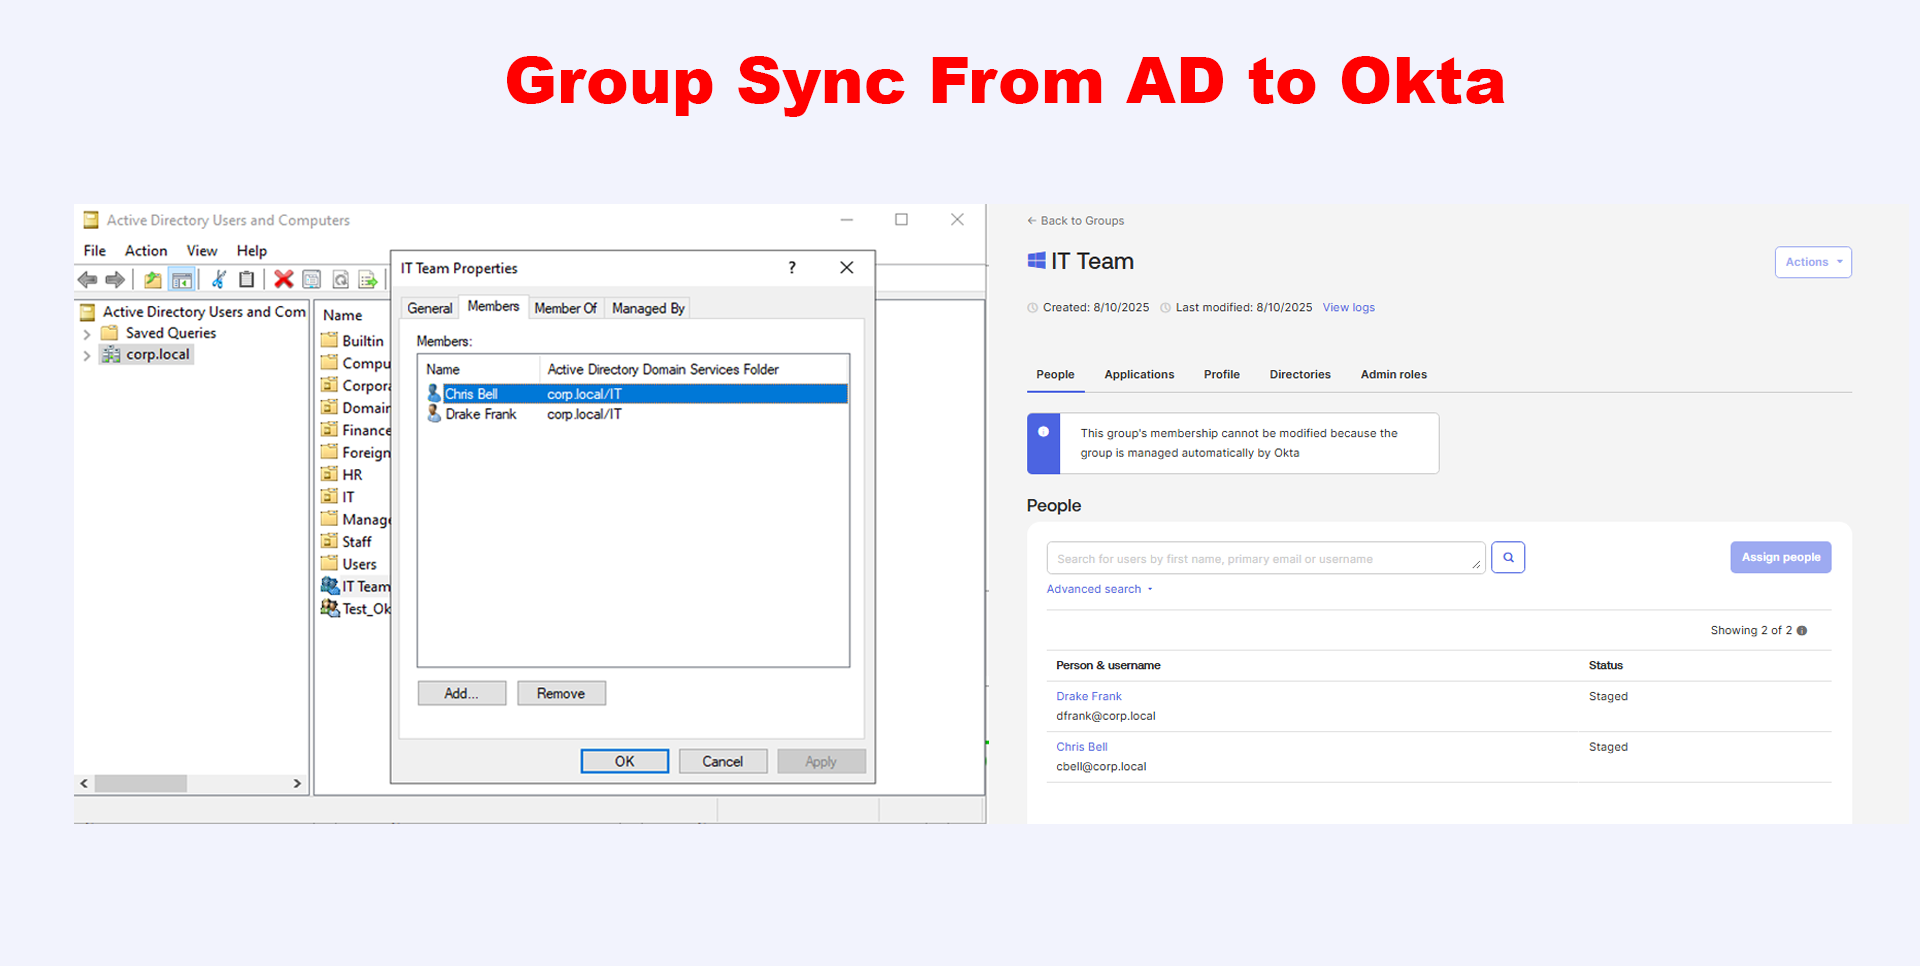 Group Sync From AD to Okta
Active Directory Users and Computers
File Action View Help
Active Directory Users and Com
Saved Queries
corp.local
Name
Builtin
Compu
Corpora
Domain
Finance
Foreign
HR
IT
Manage
Staff
Users
IT Team
Test_Ok
IT Team Properties
?
General Members Member Of Managed By
Members:
Name Active Directory Domain Services Folder
Chris Bell corp.local/IT
Drake Frank corp.local/IT
Add... Remove
OK Cancel Apply
← Back to Groups
IT Team
Actions
Created: 8/10/2025 Last modified: 8/10/2025 View logs
People Applications Profile Directories Admin roles
This group's membership cannot be modified because the
group is managed automatically by Okta
People
Search for users by first name, primary email or username
Assign people
Advanced search
Showing 2 of 2
Person & username Status
Drake Frank Staged
dfrank@corp.local
Chris Bell Staged
cbell@corp.local